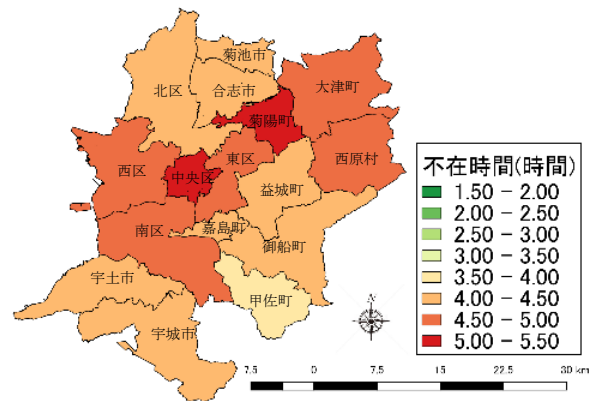 菊池市
北区
合志市
大津町
菊陽町
東区
西区
中央区
西原村
益城町
嘉島町
南区
御船町
宇土市
甲佐町
宇城市
N
不在時間(時間)
1.50 - 2.00
2.00 - 2.50
2.50 - 3.00
3.00 - 3.50
3.50 - 4.00
4.00 - 4.50
4.50 - 5.00
5.00 - 5.50
7.5 0 7.5 15 22.5 30 km